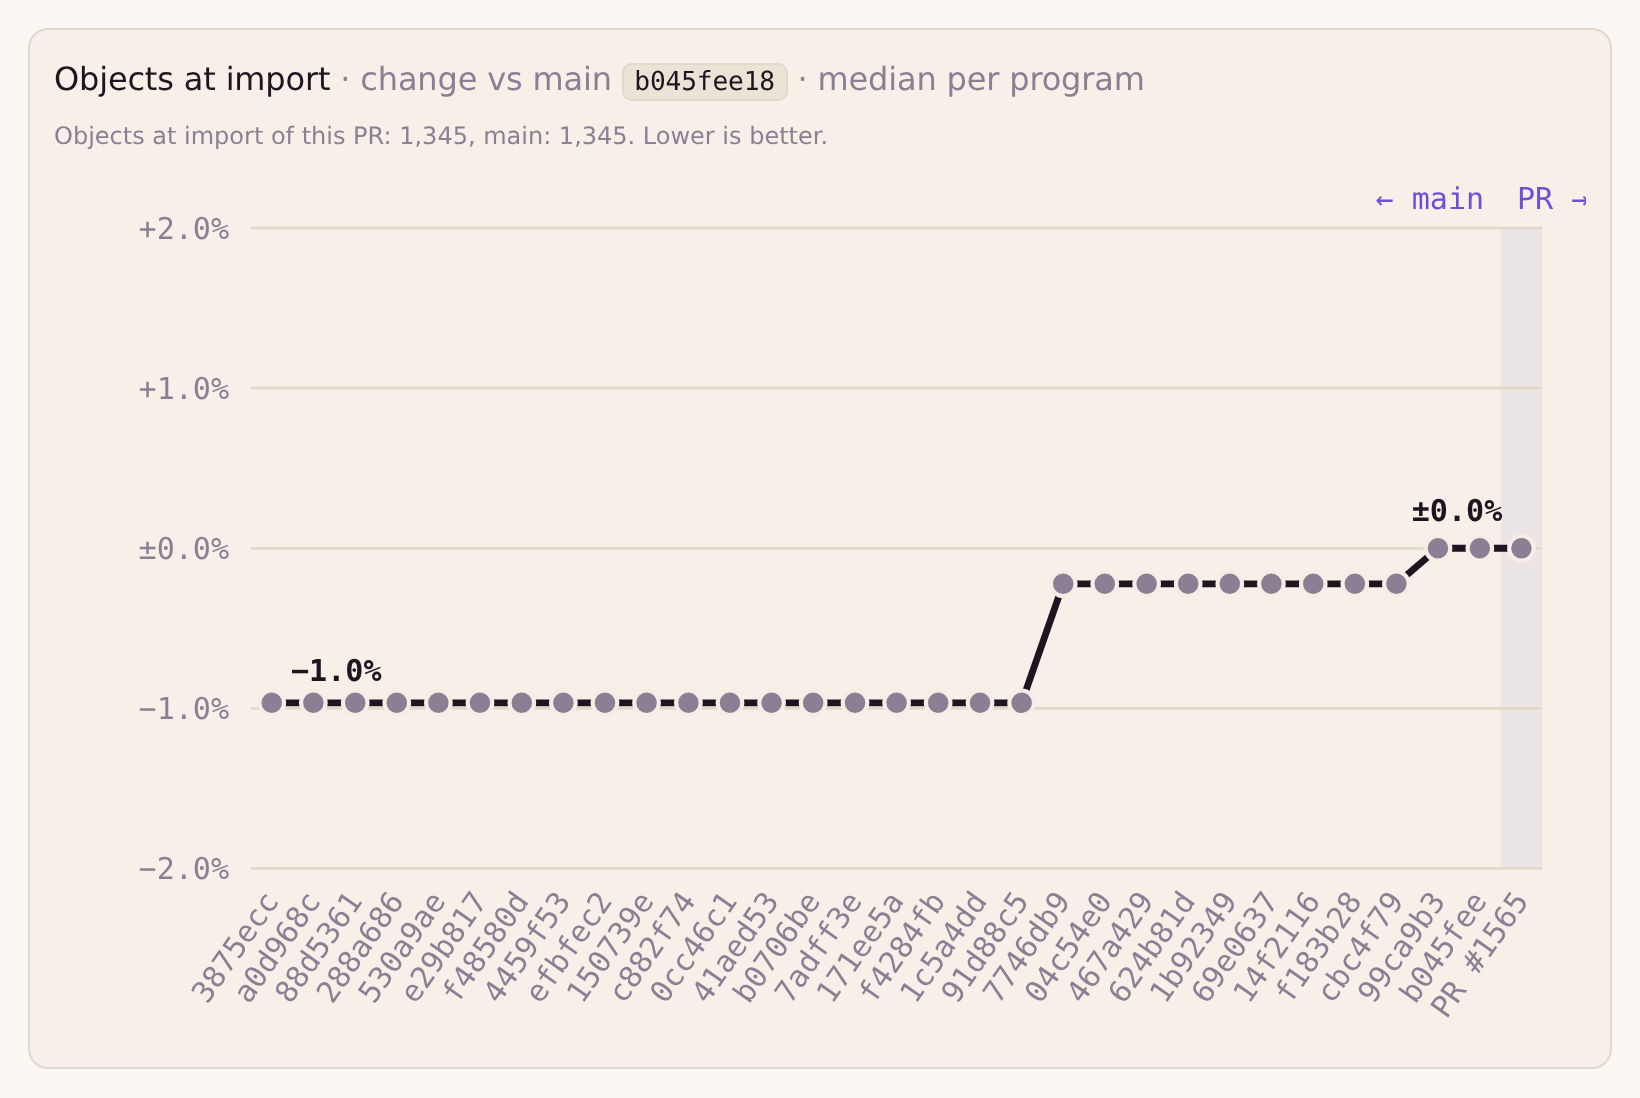 Objects at import · change vs main b045fee18 · median per program
Objects at import of this PR: 1,345, main: 1,345. Lower is better.
← main PR →
+2.0%
+1.0%
±0.0%
−1.0%
−2.0%
−1.0%
±0.0%
3875ecc
a0d968c
88d5361
288a686
530a9ae
e29b817
f48580d
4459f53
efbfec2
150739e
c882f74
0cc46c1
41aed53
b0706be
7adff3e
171ee5a
f4284fb
1c5a4dd
91d88c5
7746db9
04c54e0
467a429
624b81d
1b92349
69e0637
14f2116
f183b28
cbc4f79
99ca9b3
b045fee
PR #1565